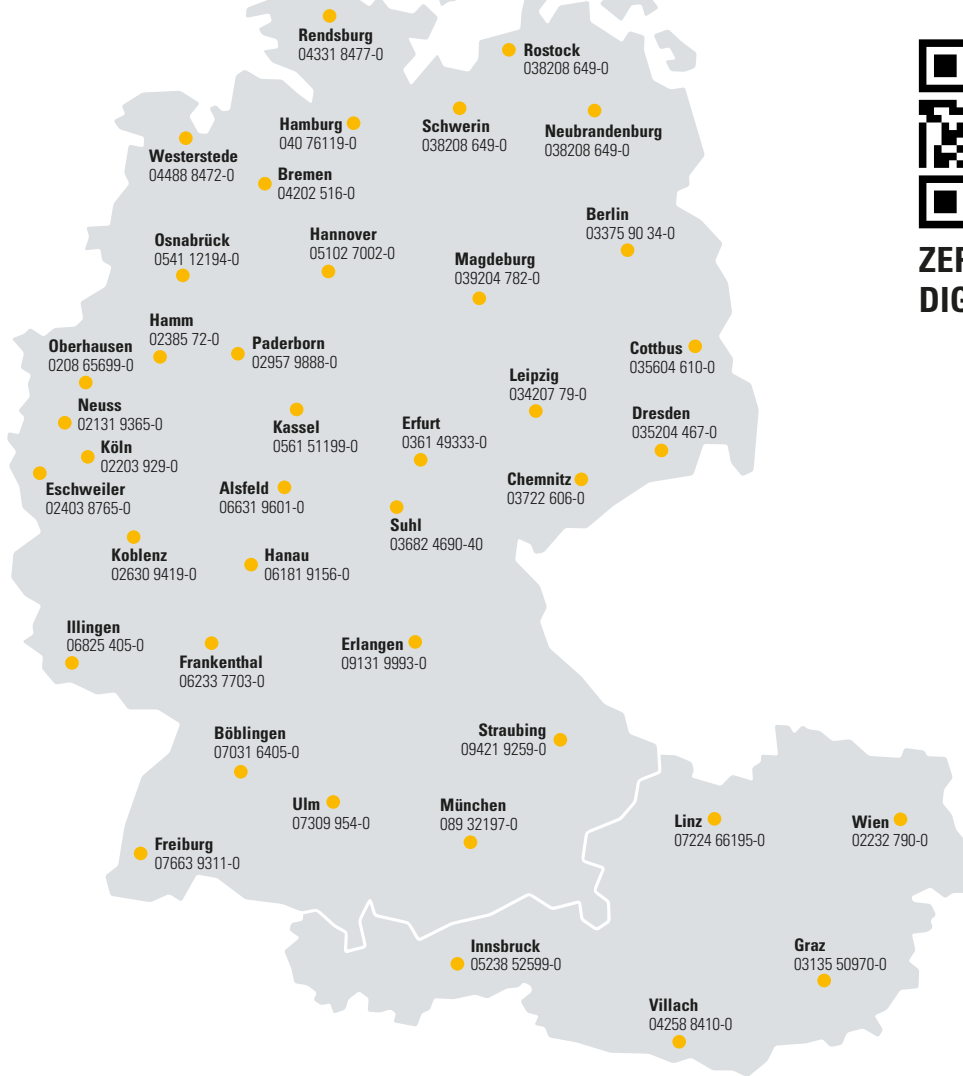 Rendsburg
04331 8477-0
Rostock
038208 649-0
Hamburg
040 76119-0
Schwerin
038208 649-0
Neubrandenburg
038208 649-0
Westerstede
04488 8472-0
Bremen
04202 516-0
Berlin
03375 90 34-0
Osnabrück
0541 12194-0
Hannover
05102 7002-0
Magdeburg
039204 782-0
ZER
DIG
Hamm
02385 72-0
Oberhausen
0208 65699-0
Paderborn
02957 9888-0
Cottbus
035604 610-0
Leipzig
034207 79-0
Neuss
02131 9365-0
Kassel
0561 51199-0
Erfurt
0361 49333-0
Dresden
035204 467-0
Köln
02203 929-0
Eschweiler
02403 8765-0
Alsfeld
06631 9601-0
Chemnitz
03722 606-0
Suhl
03682 4690-40
Koblenz
02630 9419-0
Hanau
06181 9156-0
Illingen
06825 405-0
Frankenthal
06233 7703-0
Erlangen
09131 9993-0
Böblingen
07031 6405-0
Straubing
09421 9259-0
Ulm
07309 954-0
München
089 32197-0
Linz
07224 66195-0
Wien
02232 790-0
Freiburg
07663 9311-0
Innsbruck
05238 52599-0
Graz
03135 50970-0
Villach
04258 8410-0